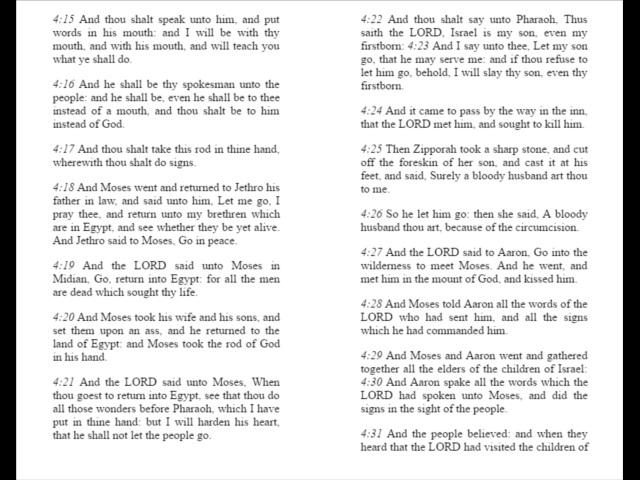 4:15 And thou shalt speak unto him, and put
words in his mouth: and I will be with thy
mouth, and with his mouth, and will teach you
what ye shall do.
4:16 And he shall be thy spokesman unto the
people: and he shall be, even he shall be to thee
instead of a mouth, and thou shalt be to him
instead of God.
4:17 And thou shalt take this rod in thine hand,
wherewith thou shalt do signs.
4:18 And Moses went and returned to Jethro his
father in law, and said unto him, Let me go, I
pray thee, and return unto my brethren which
are in Egypt, and see whether they be yet alive.
And Jethro said to Moses, Go in peace.
4:19 And the LORD said unto Moses in
Midian, Go, return into Egypt: for all the men
are dead which sought thy life.
4:20 And Moses took his wife and his sons, and
set them upon an ass, and he returned to the
land of Egypt: and Moses took the rod of God
in his hand.
4:21 And the LORD said unto Moses, When
thou goest to return into Egypt, see that thou do
all those wonders before Pharaoh, which I have
put in thine hand: but I will harden his heart,
that he shall not let the people go.
4:22 And thou shalt say unto Pharaoh, Thus
saith the LORD, Israel is my son, even my
firstborn: 4:23 And I say unto thee, Let my son
go, that he may serve me: and if thou refuse to
let him go, behold, I will slay thy son, even thy
firstborn.
4:24 And it came to pass by the way in the inn,
that the LORD met him, and sought to kill him.
4:25 Then Zipporah took a sharp stone, and cut
off the foreskin of her son, and cast it at his
feet, and said, Surely a bloody husband art thou
to me.
4:26 So he let him go: then she said, A bloody
husband thou art, because of the circumcision.
4:27 And the LORD said to Aaron, Go into the
wilderness to meet Moses. And he went, and
met him in the mount of God, and kissed him.
4:28 And Moses told Aaron all the words of the
LORD who had sent him, and all the signs
which he had commanded him.
4:29 And Moses and Aaron went and gathered
together all the elders of the children of Israel:
4:30 And Aaron spake all the words which the
LORD had spoken unto Moses, and did the
signs in the sight of the people.
4:31 And the people believed: and when they
heard that the LORD had visited the children of